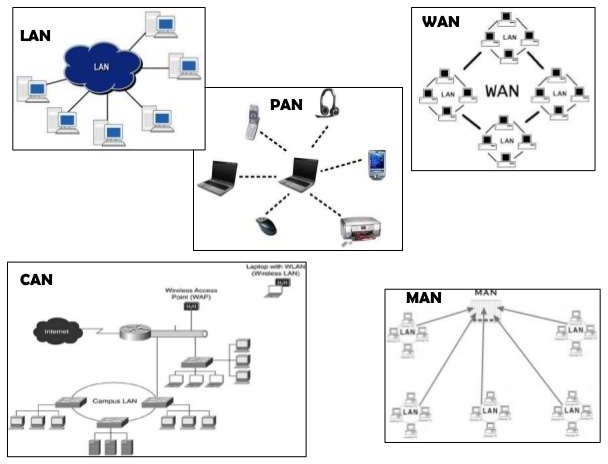 LAN
LAN
WAN
LAN
LAN
WAN
LAN
LAN
PAN
CAN
Laptop with WLAN
(Wireless LAN)
Wireless Access
Point (WAP)
Internet
Campus LAN
MAN
MAN
LAN
LAN
LAN
LAN
LAN